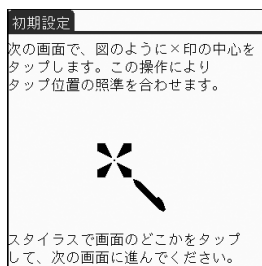 初期設定
次の画面で、図のように×印の中心を
タップします。この操作により
タップ位置の照準を合わせます。
スタイラスで画面のどこかをタップ
して、次の画面に進んでください。